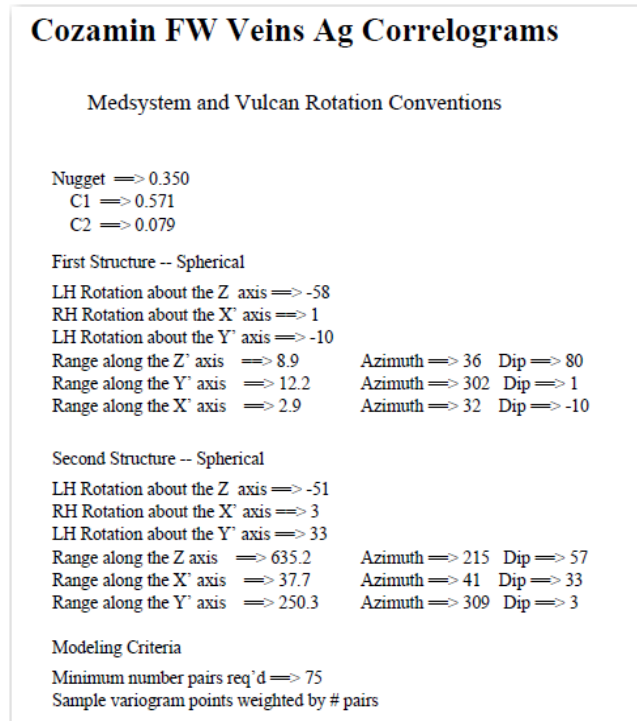 Cozamin FW Veins Ag Correlograms
Medsystem and Vulcan Rotation Conventions
Nugget ==> 0.350
C1 ==> 0.571
C2 ==> 0.079
First Structure -- Spherical
LH Rotation about the Z axis ==> -58
RH Rotation about the X' axis ==> 1
LH Rotation about the Y' axis ==> -10
Range along the Z' axis ==> 8.9 Azimuth ==> 36 Dip ==> 80
Range along the Y' axis ==> 12.2 Azimuth ==> 302 Dip ==> 1
Range along the X' axis ==> 2.9 Azimuth ==> 32 Dip ==> -10
Second Structure -- Spherical
LH Rotation about the Z axis ==> -51
RH Rotation about the X' axis ==> 3
LH Rotation about the Y' axis ==> 33
Range along the Z axis ==> 635.2 Azimuth ==> 215 Dip ==> 57
Range along the X' axis ==> 37.7 Azimuth ==> 41 Dip ==> 33
Range along the Y' axis ==> 250.3 Azimuth ==> 309 Dip ==> 3
Modeling Criteria
Minimum number pairs req'd ==> 75
Sample variogram points weighted by # pairs